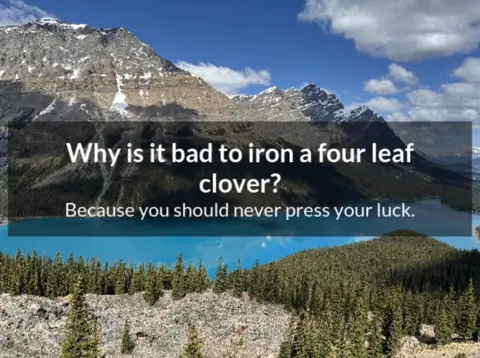 Why is it bad to iron a four leaf
clover?
Because you should never press your luck.